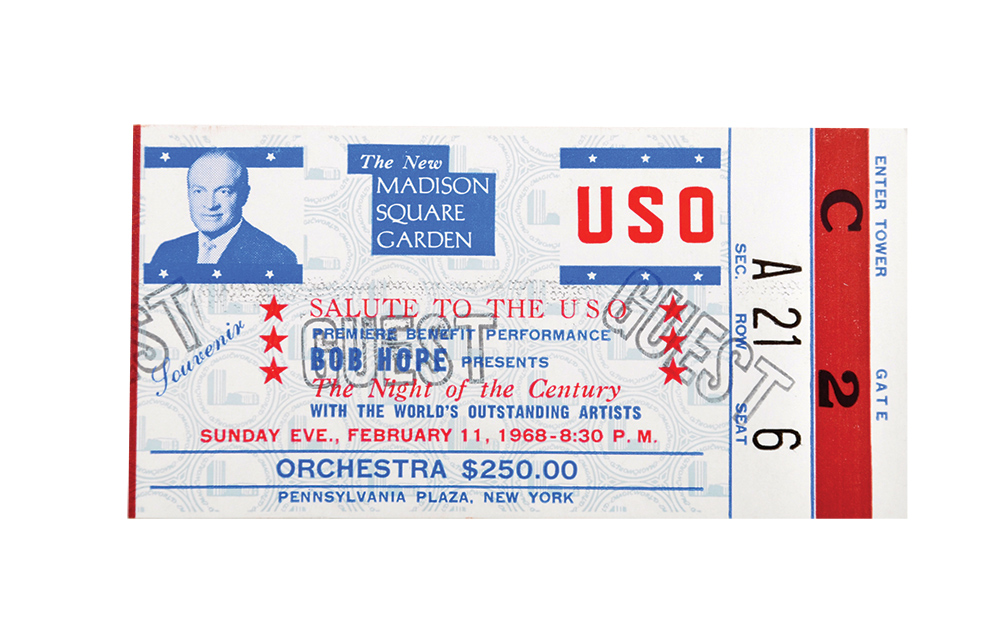 The New
MADISON
SQUARE
GARDEN
USO
SALUTE TO THE USO
PREMIERE BENEFIT PERFORMANCE
BOB HOPE PRESENTS
The Night of the Century
WITH THE WORLD'S OUTSTANDING ARTISTS
SUNDAY EVE., FEBRUARY 11, 1968-8:30 P. M.
ORCHESTRA $250.00
PENNSYLVANIA PLAZA, NEW YORK
Souvenir
EST
GUEST
GUEST
SEC. ROW SEAT
A 21 6
C 2
ENTER TOWER GATE